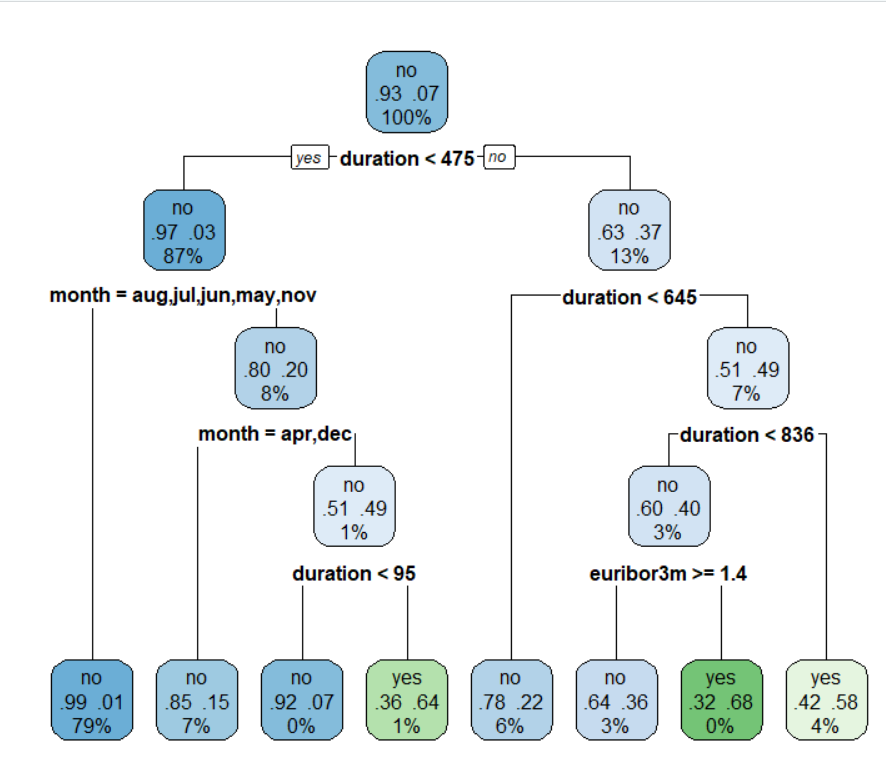 no
.93 .07
100%
yes duration < 475 no
no
.97 .03
87%
no
.63 .37
13%
month = aug,jul,jun,may,nov
duration < 645
no
.80 .20
8%
no
.51 .49
7%
month = apr,dec
duration < 836
no
.51 .49
1%
no
.60 .40
3%
duration < 95
euribor3m >= 1.4
no
.99 .01
79%
no
.85 .15
7%
no
.92 .07
0%
yes
.36 .64
1%
no
.78 .22
6%
no
.64 .36
3%
yes
.32 .68
0%
yes
.42 .58
4%